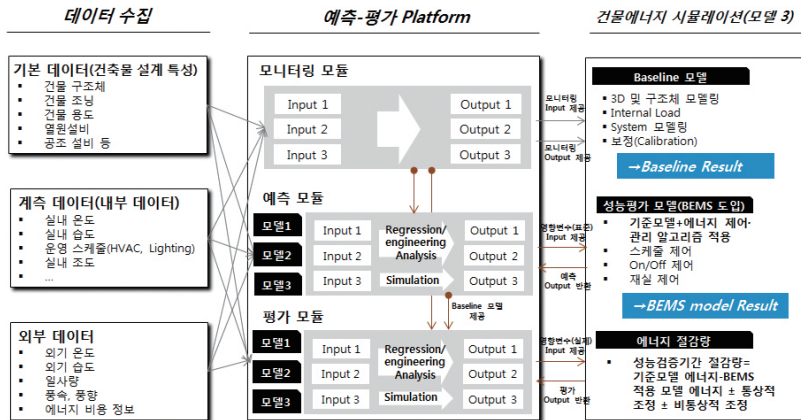 데이터 수집
예측-평가 Platform
건물에너지 시뮬레이션(모델 3)
기본 데이터(건축물 설계 특성)
▪ 건물 구조체
▪ 건물 조닝
▪ 건물 용도
▪ 열원설비
▪ 공조 설비 등
계측 데이터(내부 데이터)
▪ 실내 온도
▪ 실내 습도
▪ 운영 스케줄(HVAC, Lighting)
▪ 실내 조도
▪ ...
외부 데이터
▪ 외기 온도
▪ 외기 습도
▪ 일사량
▪ 풍속, 풍향
▪ 에너지 비용 정보
모니터링 모듈
Input 1
Input 2
Input 3
Output 1
Output 2
Output 3
예측 모듈
모델1
모델2
모델3
Input 1
Input 2
Input 3
Regression/
engineering
Analysis
Simulation
Output 1
Output 2
Output 3
Baseline 모델
제공
평가 모듈
모델1
모델2
모델3
Input 1
Input 2
Input 3
Regression/
engineering
Analysis
Simulation
Output 1
Output 2
Output 3
모니터링
Input 제공
모니터링
Output 제공
영향변수(표준)
Input 제공
예측
Output 반환
영향변수(실제)
Input 제공
평가
Output 반환
Baseline 모델
▪ 3D 및 구조체 모델링
▪ Internal Load
▪ System 모델링
▪ 보정(Calibration)
→Baseline Result
성능평가 모델(BEMS 도입)
▪ 기준모델+에너지 제어·
관리 알고리즘 적용
▪ 스케줄 제어
▪ On/Off 제어
▪ 재실 제어
→BEMS model Result
에너지 절감량
▪ 성능검증기간 절감량=
기준모델 에너지-BEMS
적용 모델 에너지 ± 통상적
조정 ± 비통상적 조정